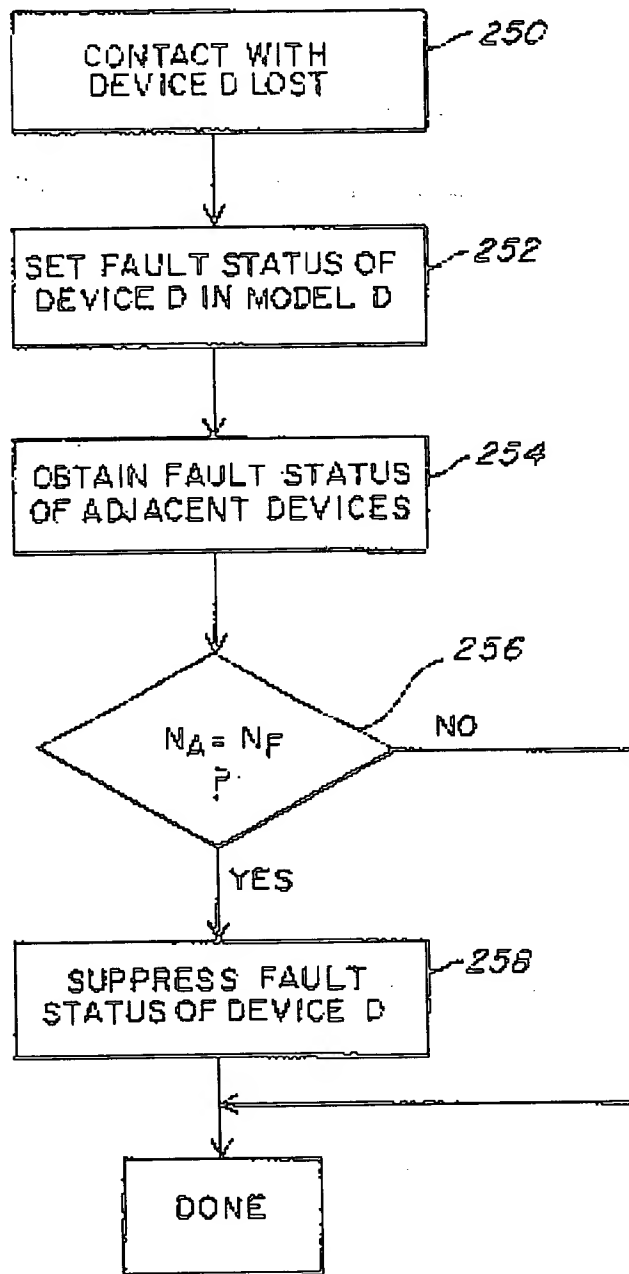 CONTACT WITH
DEVICE D LOST
250
SET FAULT STATUS OF
DEVICE D IN MODEL D
252
OBTAIN FAULT STATUS
OF ADJACENT DEVICES
254
256
NA = NF
?
NO
YES
SUPPRESS FAULT
STATUS OF DEVICE D
258
DONE